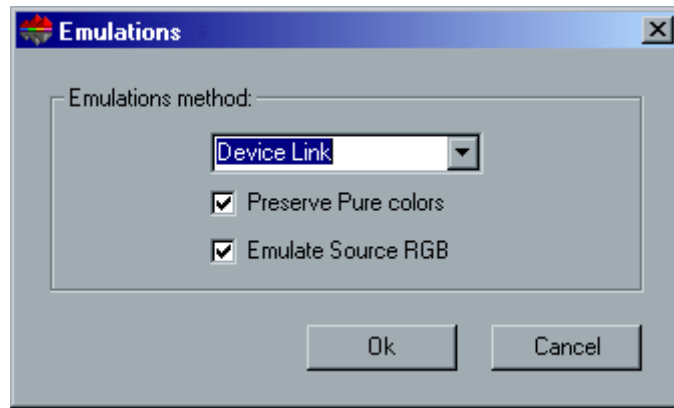 Emulations
Emulations method:
Device Link
Preserve Pure colors
Emulate Source RGB
Ok
Cancel